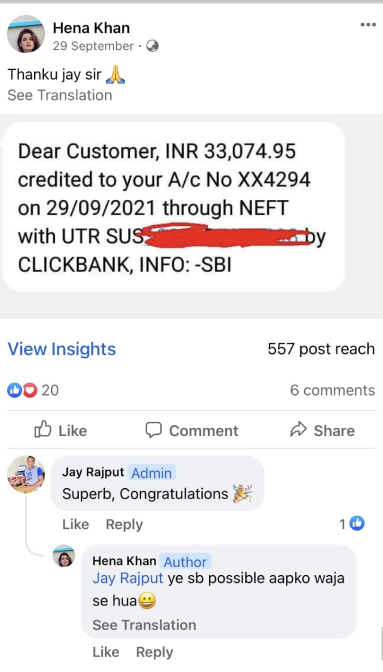 Hena Khan
29 September ·
Thanku jay sir 🙏
See Translation
Dear Customer, INR 33,074.95
credited to your A/c No XX4294
on 29/09/2021 through NEFT
with UTR SUS by
CLICKBANK, INFO: -SBI
View Insights 557 post reach
20 6 comments
Like Comment Share
Jay Rajput Admin
Superb, Congratulations 🎉
Like Reply 1
Hena Khan Author
Jay Rajput ye sb possible aapko waja
se hua😀
See Translation
Like Reply